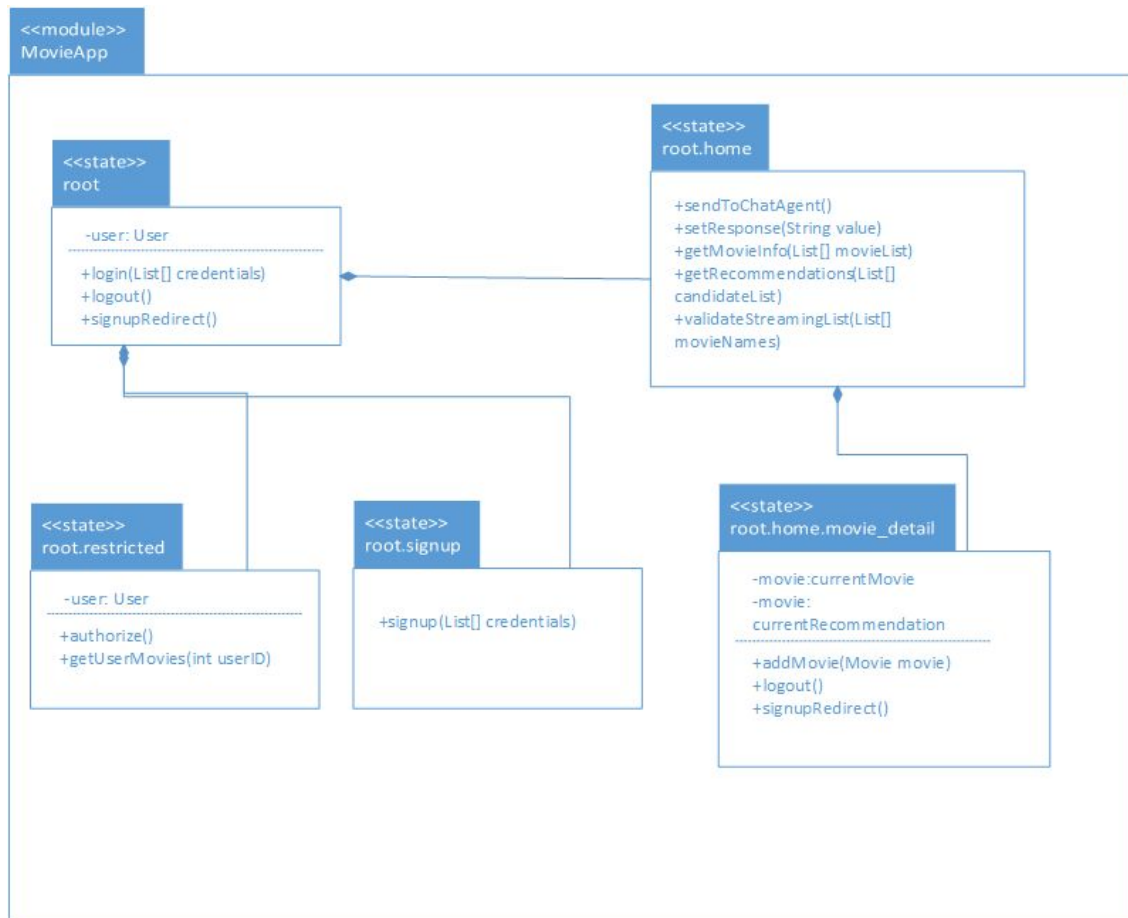 <<module>>
MovieApp
<<state>>
root
-user: User
+login(List[] credentials)
+logout()
+signupRedirect()
<<state>>
root.home
+sendToChatAgent()
+setResponse(String value)
+getMovieInfo(List[] movieList)
+getRecommendations(List[]
candidateList)
+validateStreamingList(List[]
movieNames)
<<state>>
root.restricted
-user: User
+authorize()
+getUserMovies(int userID)
<<state>>
root.signup
+signup(List[] credentials)
<<state>>
root.home.movie_detail
-movie:currentMovie
-movie:
currentRecommendation
+addMovie(Movie movie)
+logout()
+signupRedirect()